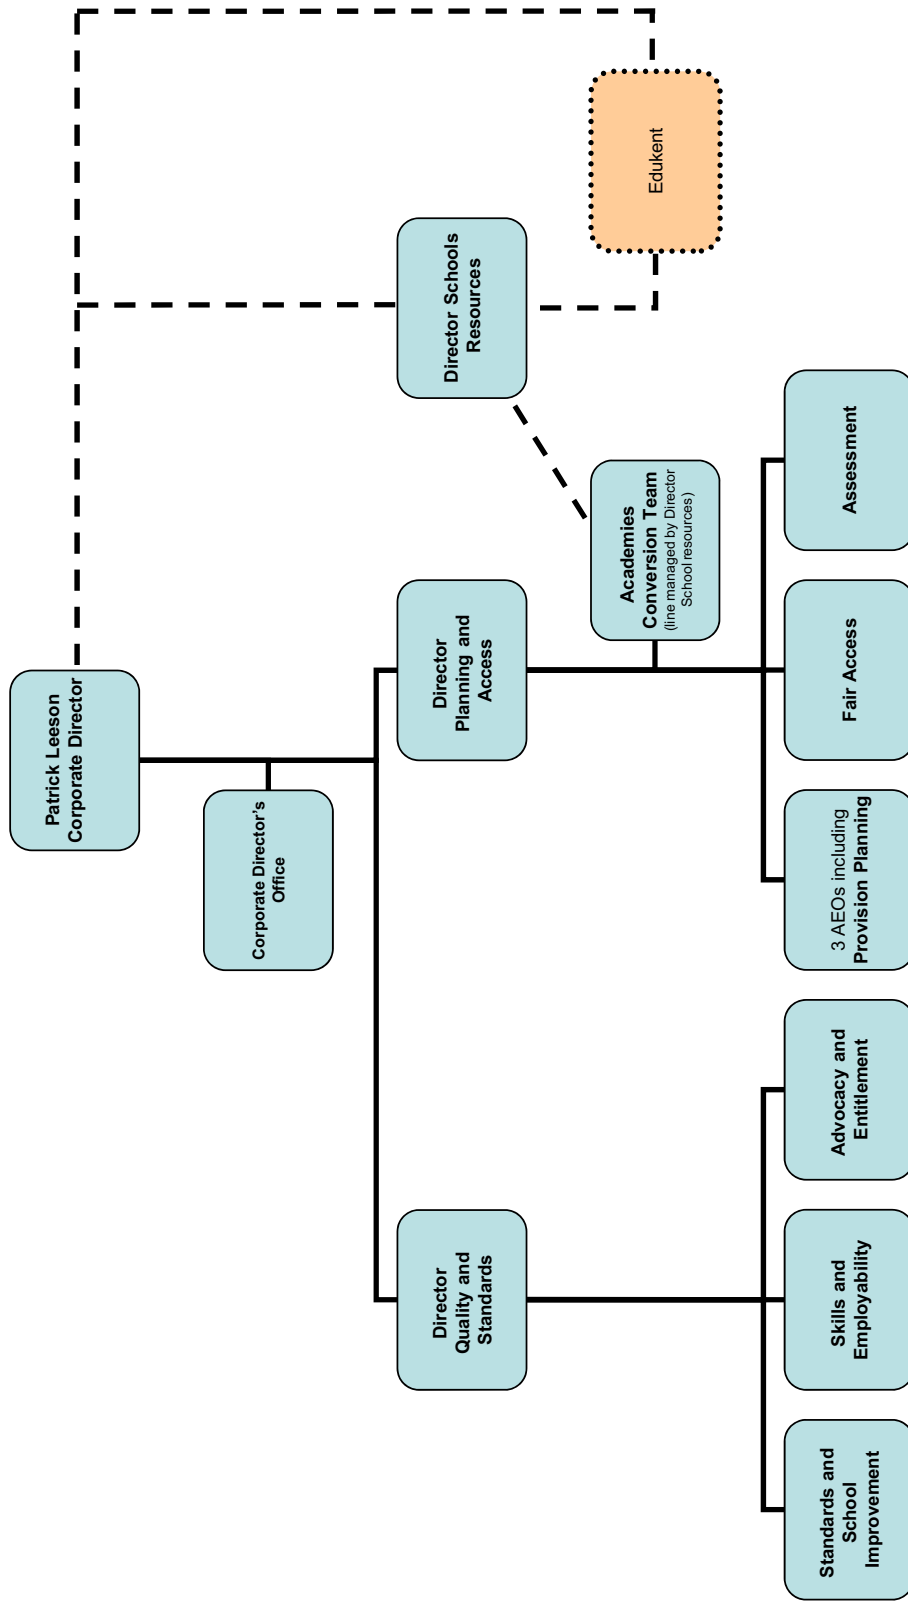 Patrick Leeson
Corporate Director
Corporate Director's
Office
Director
Quality and
Standards
Director
Planning and
Access
Director Schools
Resources
Academies
Conversion Team
(line managed by Director
School resources)
Edukent
Standards and
School
Improvement
Skills and
Employability
Advocacy and
Entitlement
3 AEOs including
Provision Planning
Fair Access
Assessment